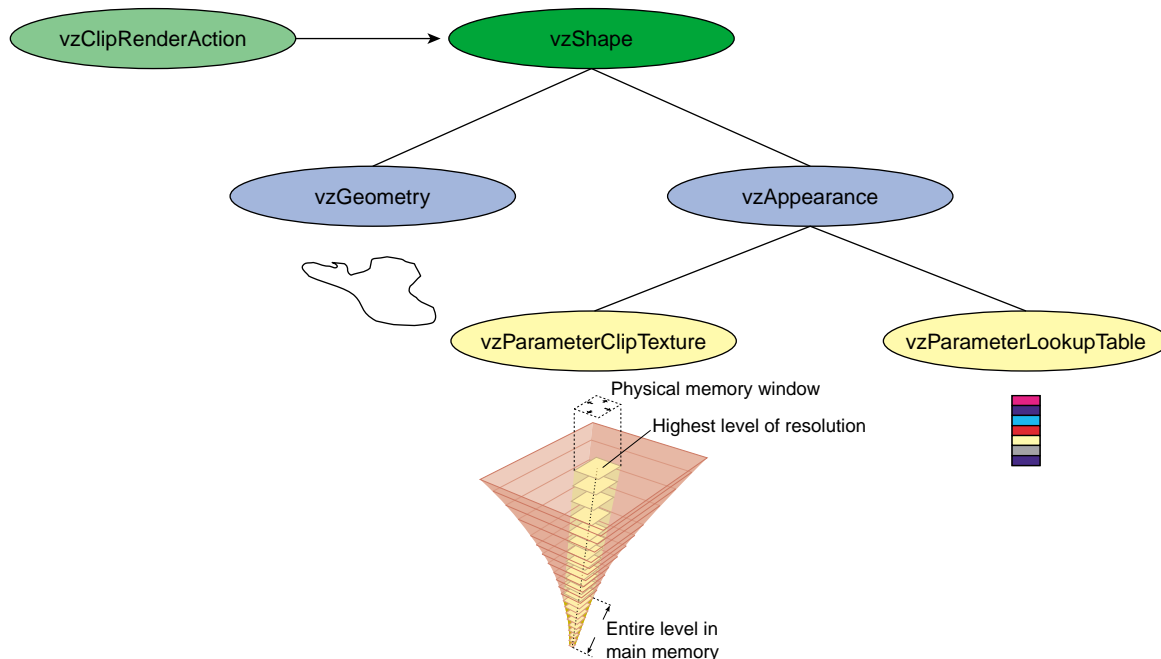 vzClipRenderAction
vzShape
vzGeometry
vzAppearance
vzParameterClipTexture
vzParameterLookupTable
Physical memory window
Highest level of resolution
Entire level in
main memory